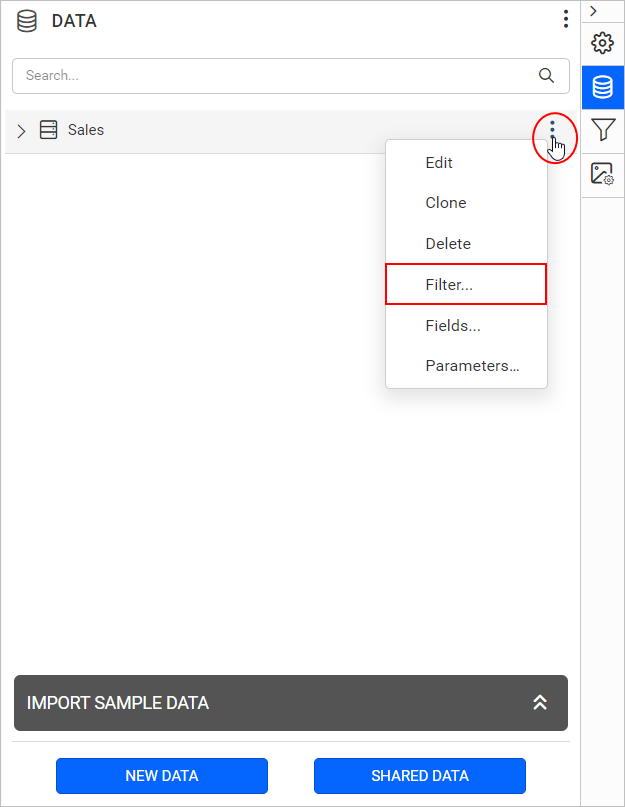 DATA
Search...
Sales
Edit
Clone
Delete
Filter...
Fields...
Parameters...
IMPORT SAMPLE DATA
NEW DATA
SHARED DATA